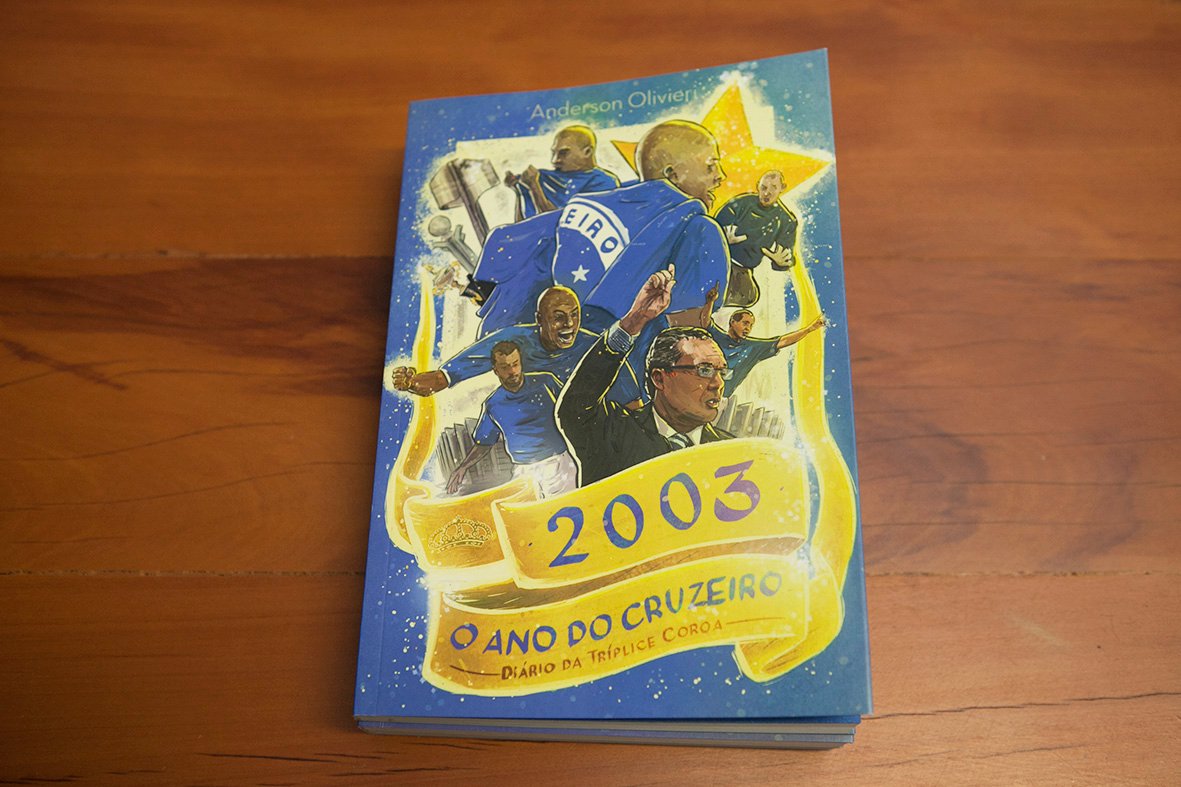 Anderson Olivieri
EIRO
2003
O ANO DO CRUZEIRO
DIÁRIO DA TRÍPLICE COROA